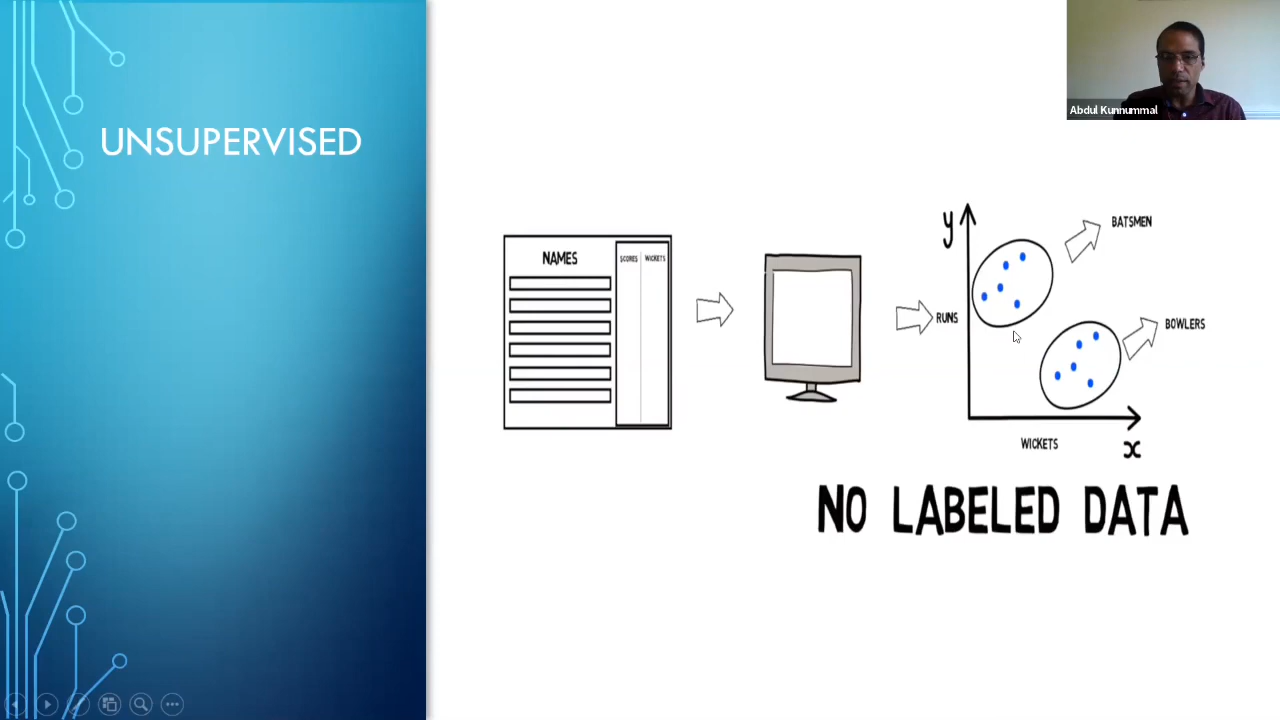 UNSUPERVISED
Abdul Kunnummal
NAMES
SCORES
WICKETS
y
BATSMEN
RUNS
BOWLERS
WICKETS
x
NO LABELED DATA